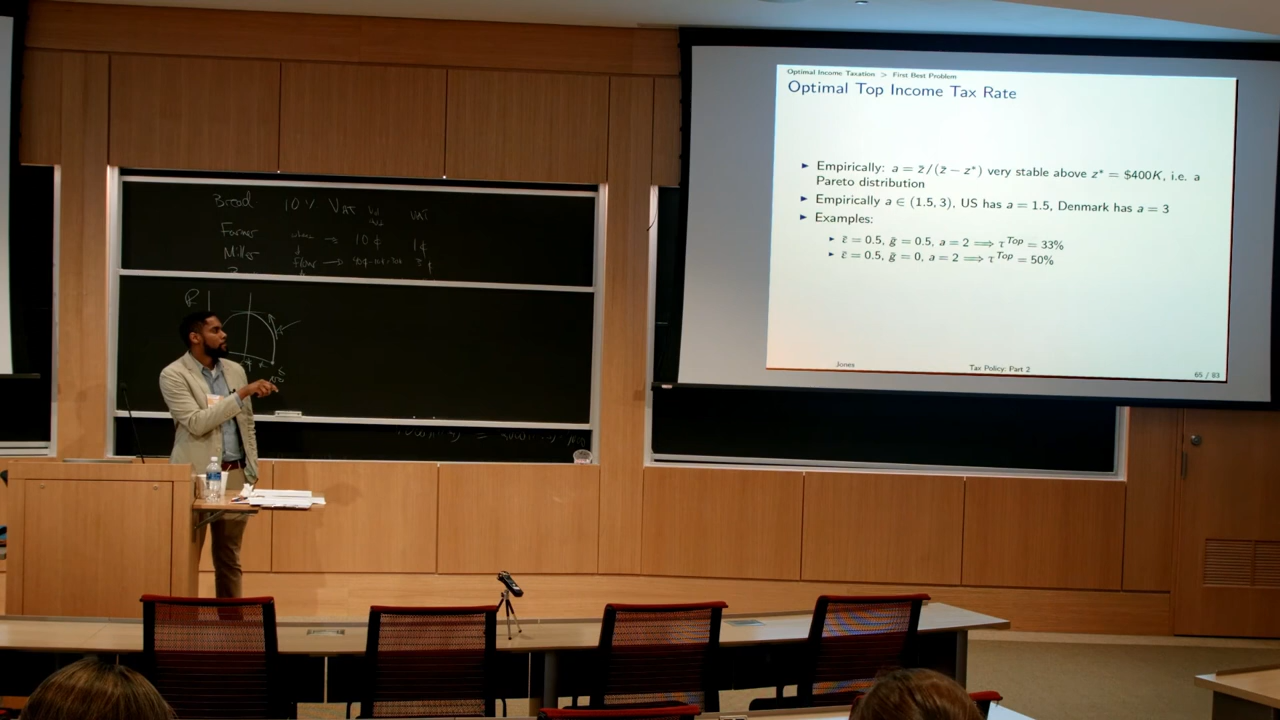 Broad: 10% VAT VAT
Farmer 10¢ 1¢
Miller flour
R
Optimal Income Taxation > First Best Problem
Optimal Top Income Tax Rate
► Empirically: a = z̄/(z̄ − z*) very stable above z* = $400K, i.e. a
Pareto distribution
► Empirically a ∈ (1.5, 3), US has a = 1.5, Denmark has a = 3
► Examples:
► ε̄ = 0.5, ḡ = 0.5, a = 2 ⟹ τ^Top = 33%
► ε̄ = 0.5, ḡ = 0, a = 2 ⟹ τ^Top = 50%
Jones Tax Policy: Part 2 65 / 83